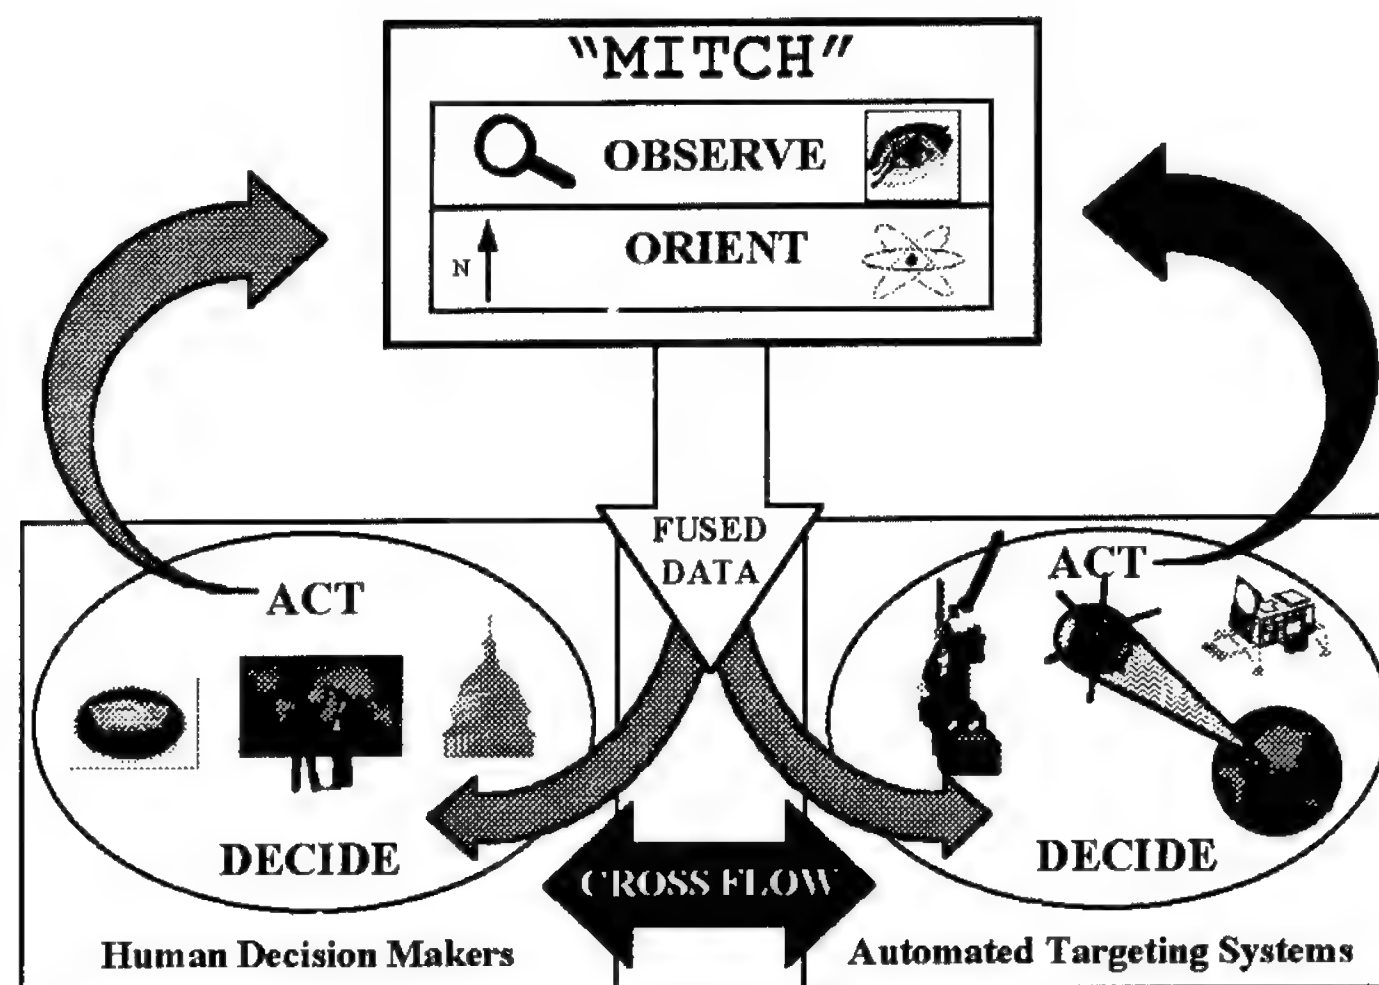 "MITCH"
OBSERVE
N
ORIENT
FUSED
DATA
ACT
DECIDE
Human Decision Makers
CROSS FLOW
ACT
DECIDE
Automated Targeting Systems